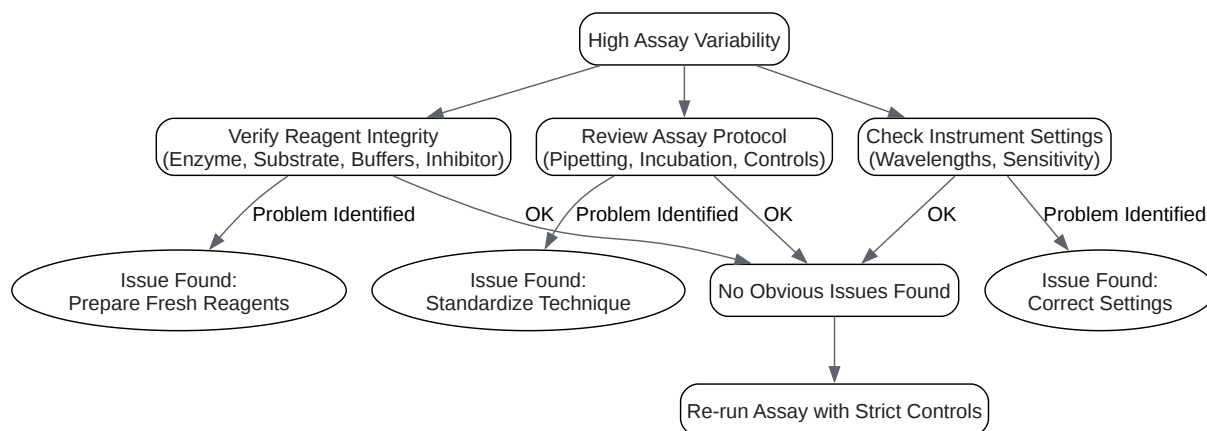 High Assay Variability
Verify Reagent Integrity
(Enzyme, Substrate, Buffers, Inhibitor)
Review Assay Protocol
(Pipetting, Incubation, Controls)
Check Instrument Settings
(Wavelengths, Sensitivity)
Problem Identified
OK
Problem Identified
OK
OK
Problem Identified
Issue Found:
Prepare Fresh Reagents
Issue Found:
Standardize Technique
No Obvious Issues Found
Issue Found:
Correct Settings
Re-run Assay with Strict Controls